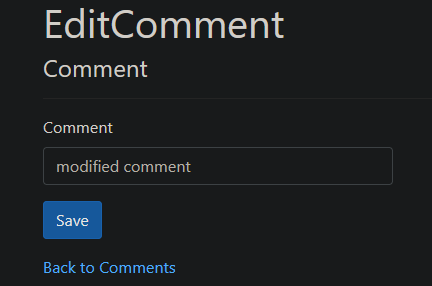 EditComment
Comment
Comment
modified comment
Save
Back to Comments